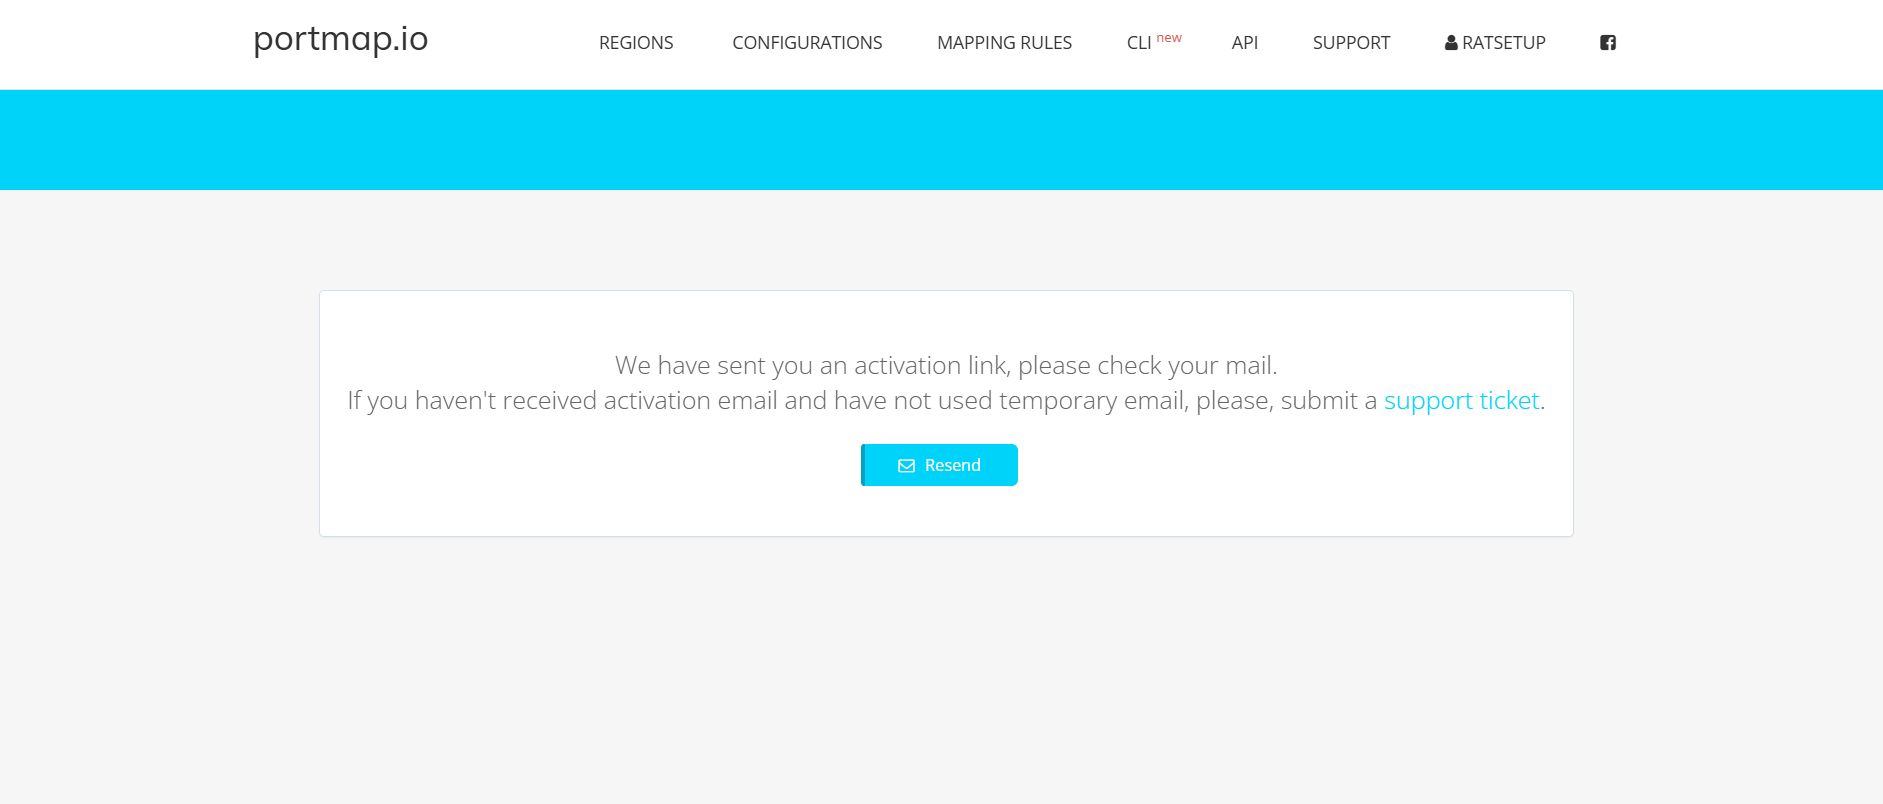 portmap.io
REGIONS CONFIGURATIONS MAPPING RULES CLI new API SUPPORT RATSETUP
We have sent you an activation link, please check your mail.
If you haven't received activation email and have not used temporary email, please, submit a support ticket.
Resend